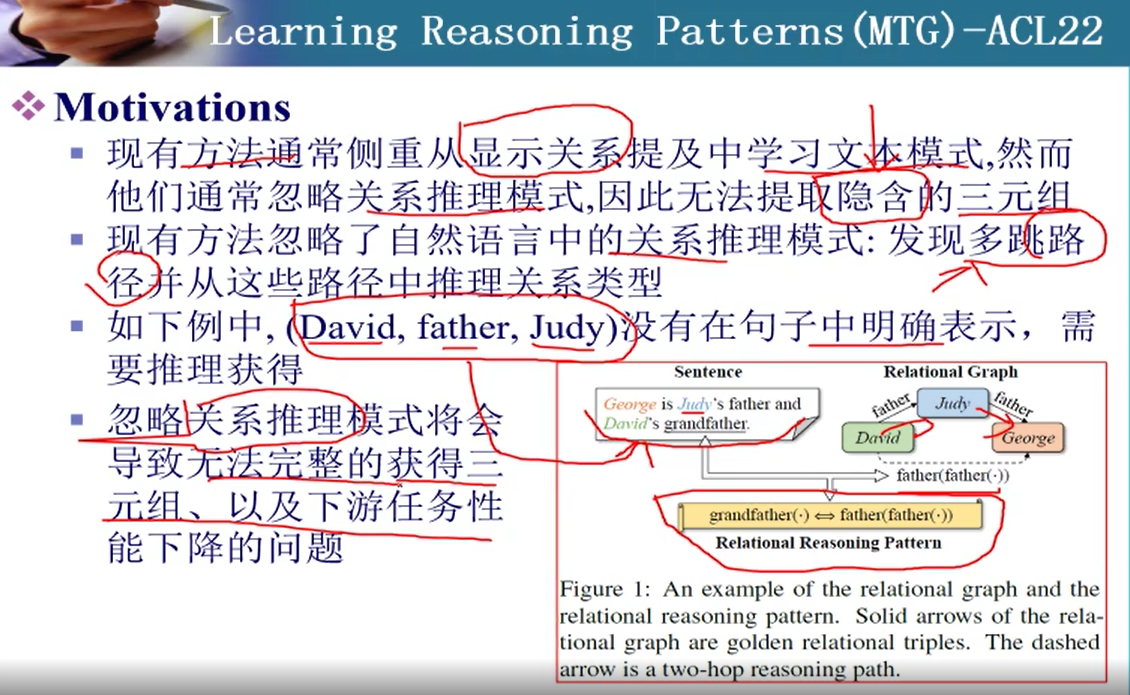 Learning Reasoning Patterns(MTG)-ACL22
Motivations
现有方法通常侧重从显示关系提及中学习文本模式,然而
他们通常忽略关系推理模式,因此无法提取隐含的三元组
现有方法忽略了自然语言中的关系推理模式: 发现多跳路
径并从这些路径中推理关系类型
如下例中, (David, father, Judy)没有在句子中明确表示，需
要推理获得
忽略关系推理模式将会
导致无法完整的获得三
元组、以及下游任务性
能下降的问题
Sentence
George is Judy's father and
David's grandfather.
Relational Graph
father
Judy
father
David
George
father(father(·))
grandfather(·) ⇔ father(father(·))
Relational Reasoning Pattern
Figure 1: An example of the relational graph and the
relational reasoning pattern. Solid arrows of the rela-
tional graph are golden relational triples. The dashed
arrow is a two-hop reasoning path.